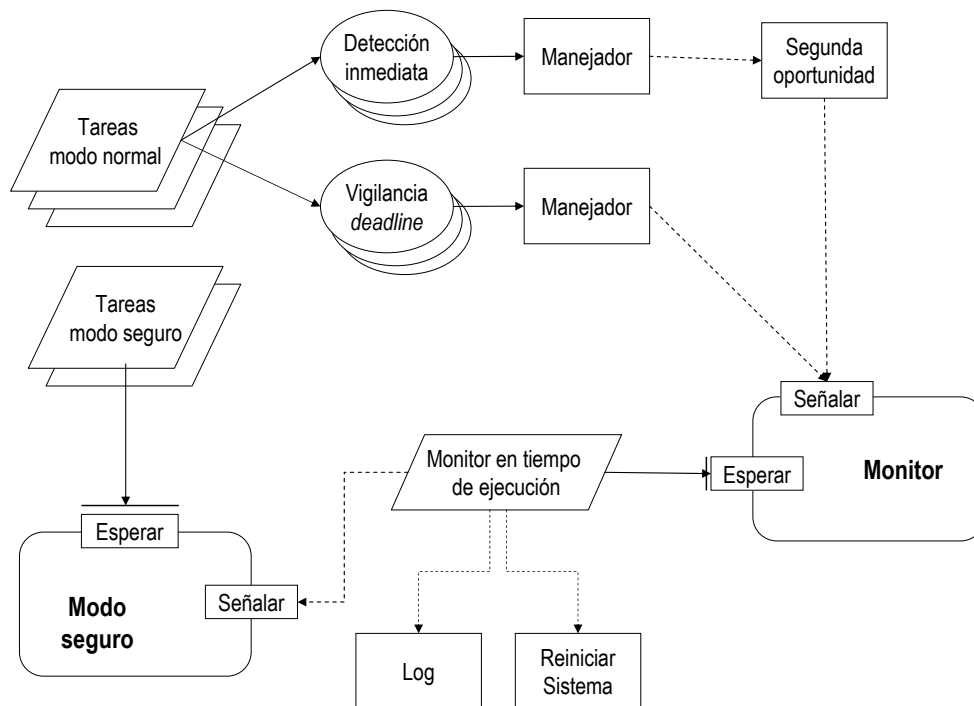 Detección
inmediata
Manejador
Segunda
oportunidad
Tareas
modo normal
Vigilancia
deadline
Manejador
Tareas
modo seguro
Señalar
Monitor en tiempo
de ejecución
Esperar
Monitor
Esperar
Señalar
Modo
seguro
Log
Reiniciar
Sistema